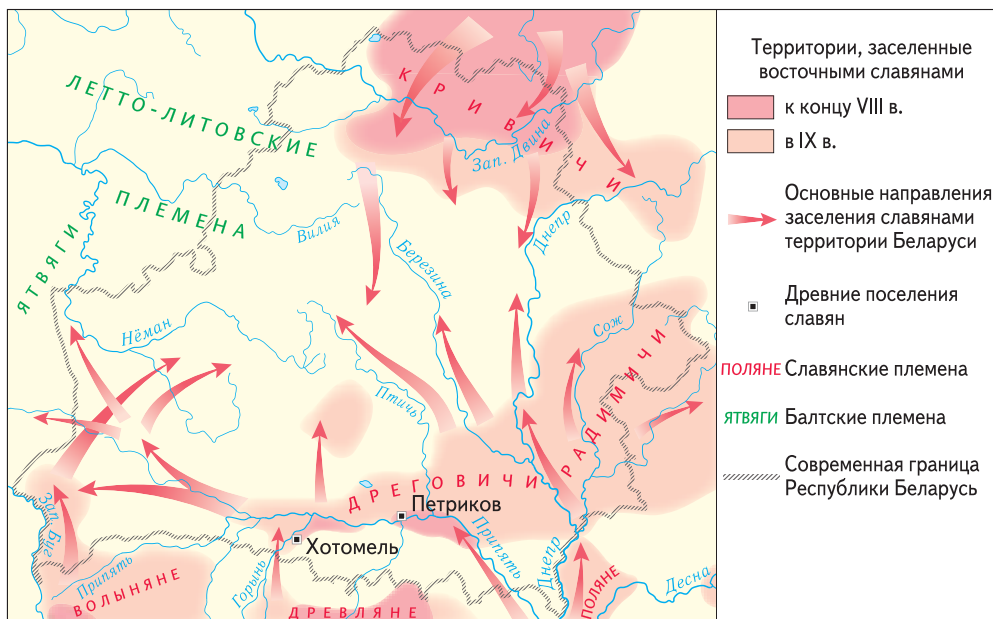 КРИВИЧИ
ЛЕТТО-ЛИТОВСКИЕ
ПЛЕМЕНА
ЯТВЯГИ
Зап. Двина
Вилия
Березина
Днепр
Нёман
Сож
РАДИМИЧИ
Птичь
ДРЕГОВИЧИ
Петриков
Хотомель
Зап. Буг
Припять
ВОЛЫНЯНЕ
Горынь
ДРЕВЛЯНЕ
Припять
Днепр
ПОЛЯНЕ
Десна
Территории, заселенные
восточными славянами
к концу VIII в.
в IX в.
Основные направления
заселения славянами
территории Беларуси
Древние поселения
славян
ПОЛЯНЕ Славянские племена
ЯТВЯГИ Балтские племена
Современная граница
Республики Беларусь